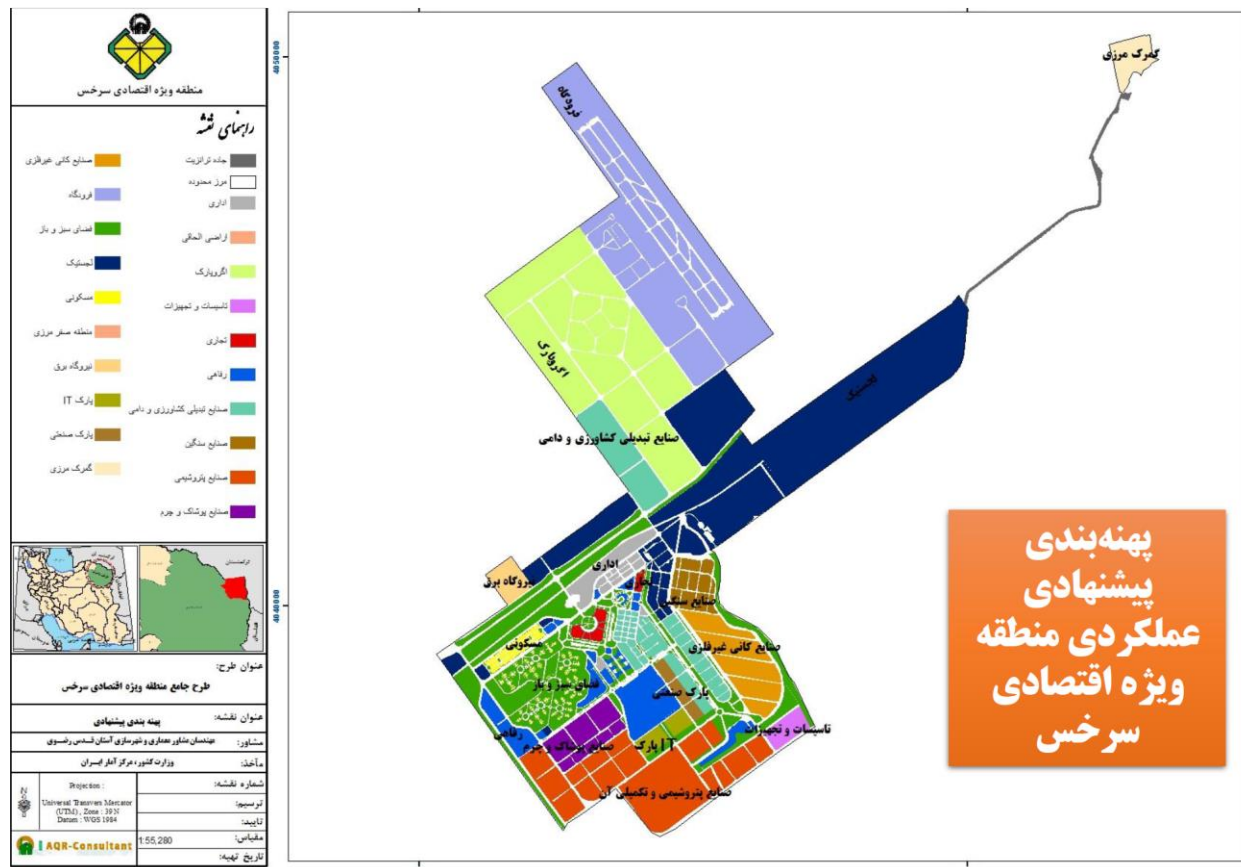 منطقه ویژه اقتصادی سرخس
راهنمای نقشه
جاده ترانزیت
مرز محدوده
اداری
اراضی الحاقی
اگروپارک
تاسیسات و تجهیزات
تجاری
رفاهی
صنایع تبدیلی کشاورزی و دامی
صنایع سنگین
صنایع پتروشیمی
صنایع پوشاک و چرم
صنایع کانی غیرفلزی
فرودگاه
فضای سبز و باز
لجستیک
مسکونی
منطقه صفر مرزی
نیروگاه برق
پارک IT
پارک صنعتی
گمرک مرزی
عنوان طرح:
طرح جامع منطقه ویژه اقتصادی سرخس
عنوان نقشه:
پهنه بندی پیشنهادی
مشاور:
مهندسان مشاور معماری و شهرسازی آستان قدس رضوی
مأخذ:
وزارت کشور، مرکز آمار ایران
شماره نقشه:
ترسیم:
تایید:
مقیاس:
1:55,280
تاریخ تهیه:
Projection :
Universal Transvers Mercator
(UTM) , Zone : 39 N
Datum : WGS 1984
AQR-Consultant
4050000
4040000
گمرک مرزی
فرودگاه
اگروپارک
لجستیک
صنایع تبدیلی کشاورزی و دامی
اداری
نیروگاه برق
تجاری
صنایع سنگین
مسکونی
صنایع کانی غیرفلزی
فضای سبز و باز
پارک صنعتی
رفاهی
صنایع پوشاک و چرم
پارک IT
تاسیسات و تجهیزات
صنایع پتروشیمی و تکمیلی آن
پهنه‌بندی
پیشنهادی
عملکردی منطقه
ویژه اقتصادی
سرخس